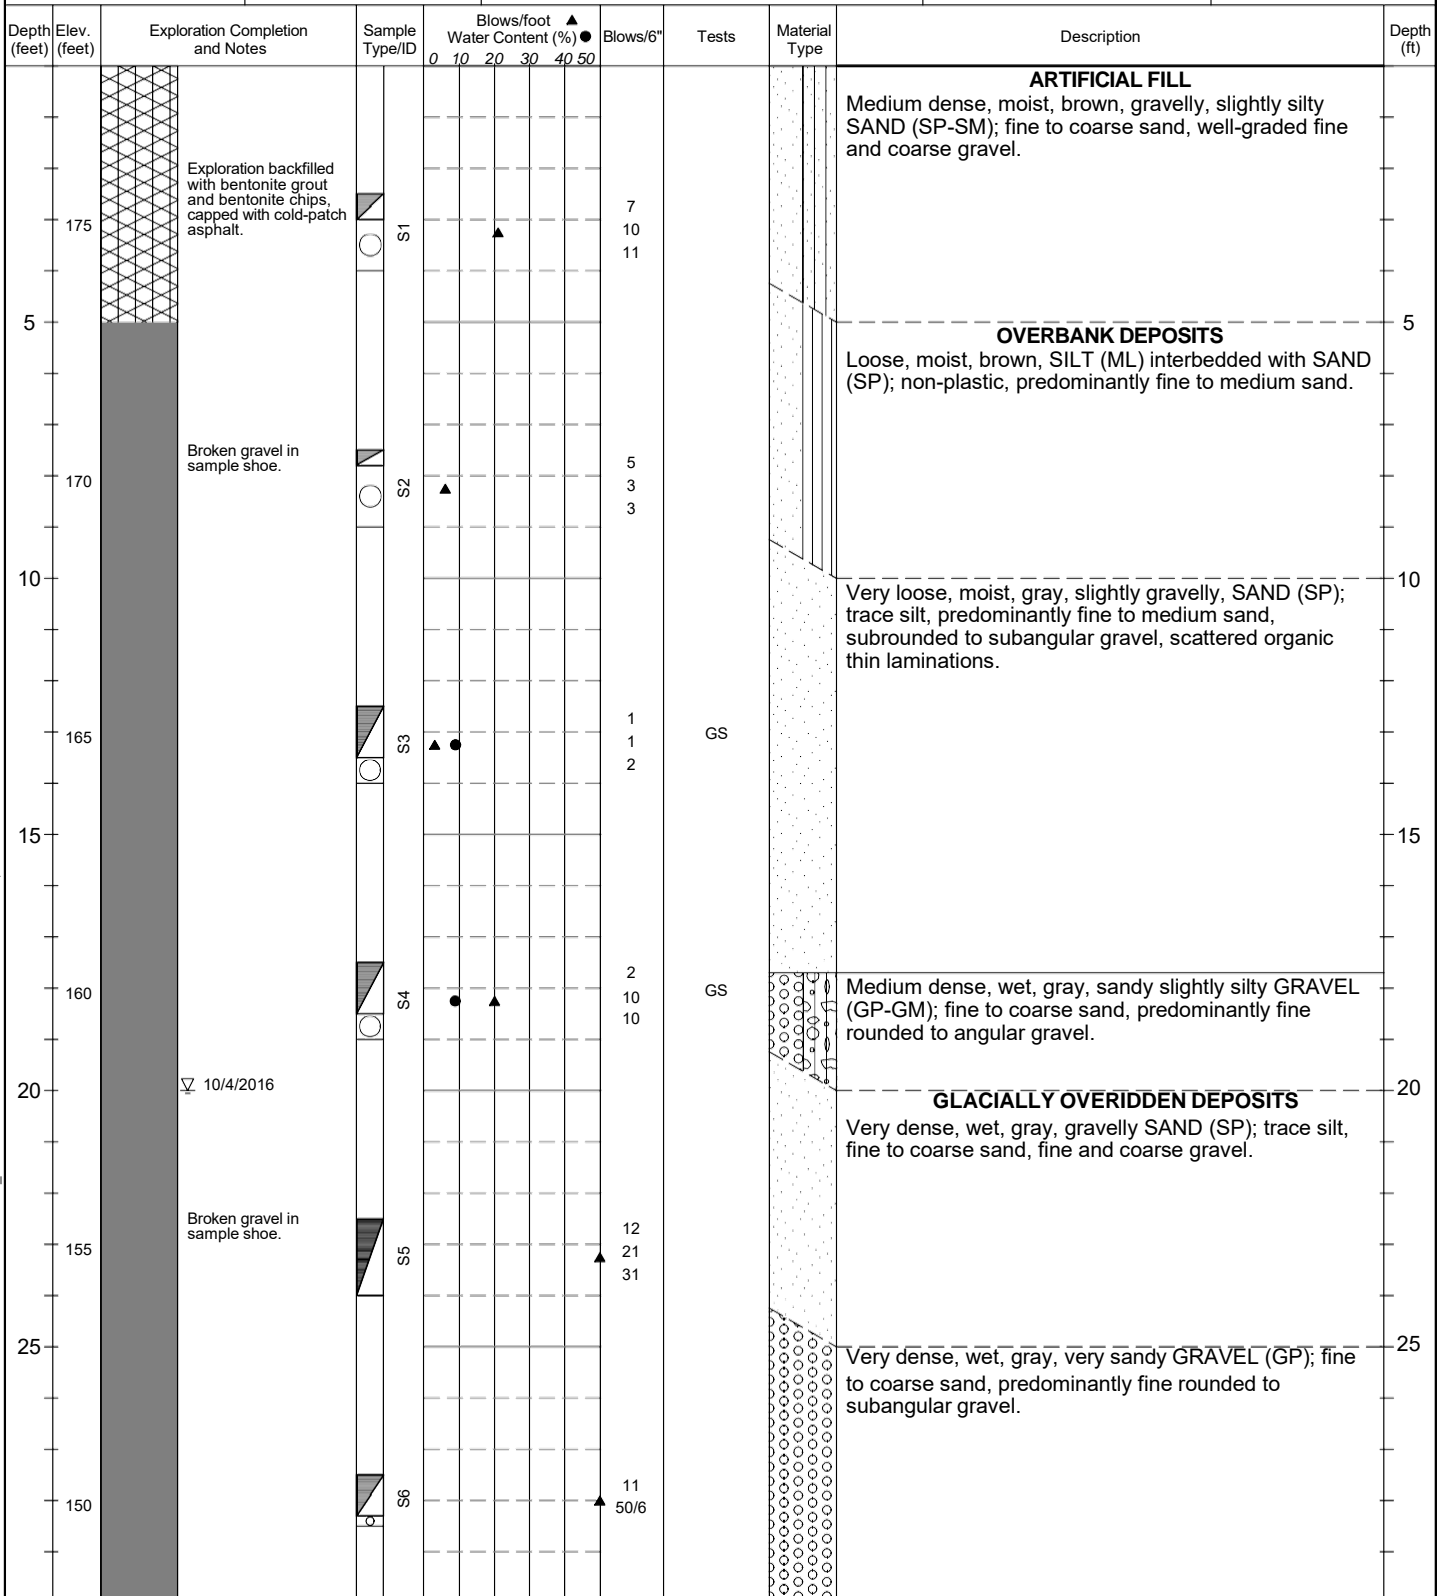 Depth (feet)
Elev. (feet)
Exploration Completion
and Notes
Sample
Type/ID
Blows/foot ▲
Water Content (%) ●
0 10 20 30 40 50
Blows/6"
Tests
Material
Type
Description
Depth
(ft)
ARTIFICIAL FILL
Medium dense, moist, brown, gravelly, slightly silty
SAND (SP-SM); fine to coarse sand, well-graded fine
and coarse gravel.
Exploration backfilled
with bentonite grout
and bentonite chips,
capped with cold-patch
asphalt.
175
S1
7
10
11
5
5
OVERBANK DEPOSITS
Loose, moist, brown, SILT (ML) interbedded with SAND
(SP); non-plastic, predominantly fine to medium sand.
Broken gravel in
sample shoe.
170
S2
5
3
3
10
10
Very loose, moist, gray, slightly gravelly, SAND (SP);
trace silt, predominantly fine to medium sand,
subrounded to subangular gravel, scattered organic
thin laminations.
165
S3
1
1
2
GS
15
15
160
S4
2
10
10
GS
Medium dense, wet, gray, sandy slightly silty GRAVEL
(GP-GM); fine to coarse sand, predominantly fine
rounded to angular gravel.
10/4/2016
20
20
GLACIALLY OVERIDDEN DEPOSITS
Very dense, wet, gray, gravelly SAND (SP); trace silt,
fine to coarse sand, fine and coarse gravel.
Broken gravel in
sample shoe.
155
S5
12
21
31
25
25
Very dense, wet, gray, very sandy GRAVEL (GP); fine
to coarse sand, predominantly fine rounded to
subangular gravel.
150
S6
11
50/6